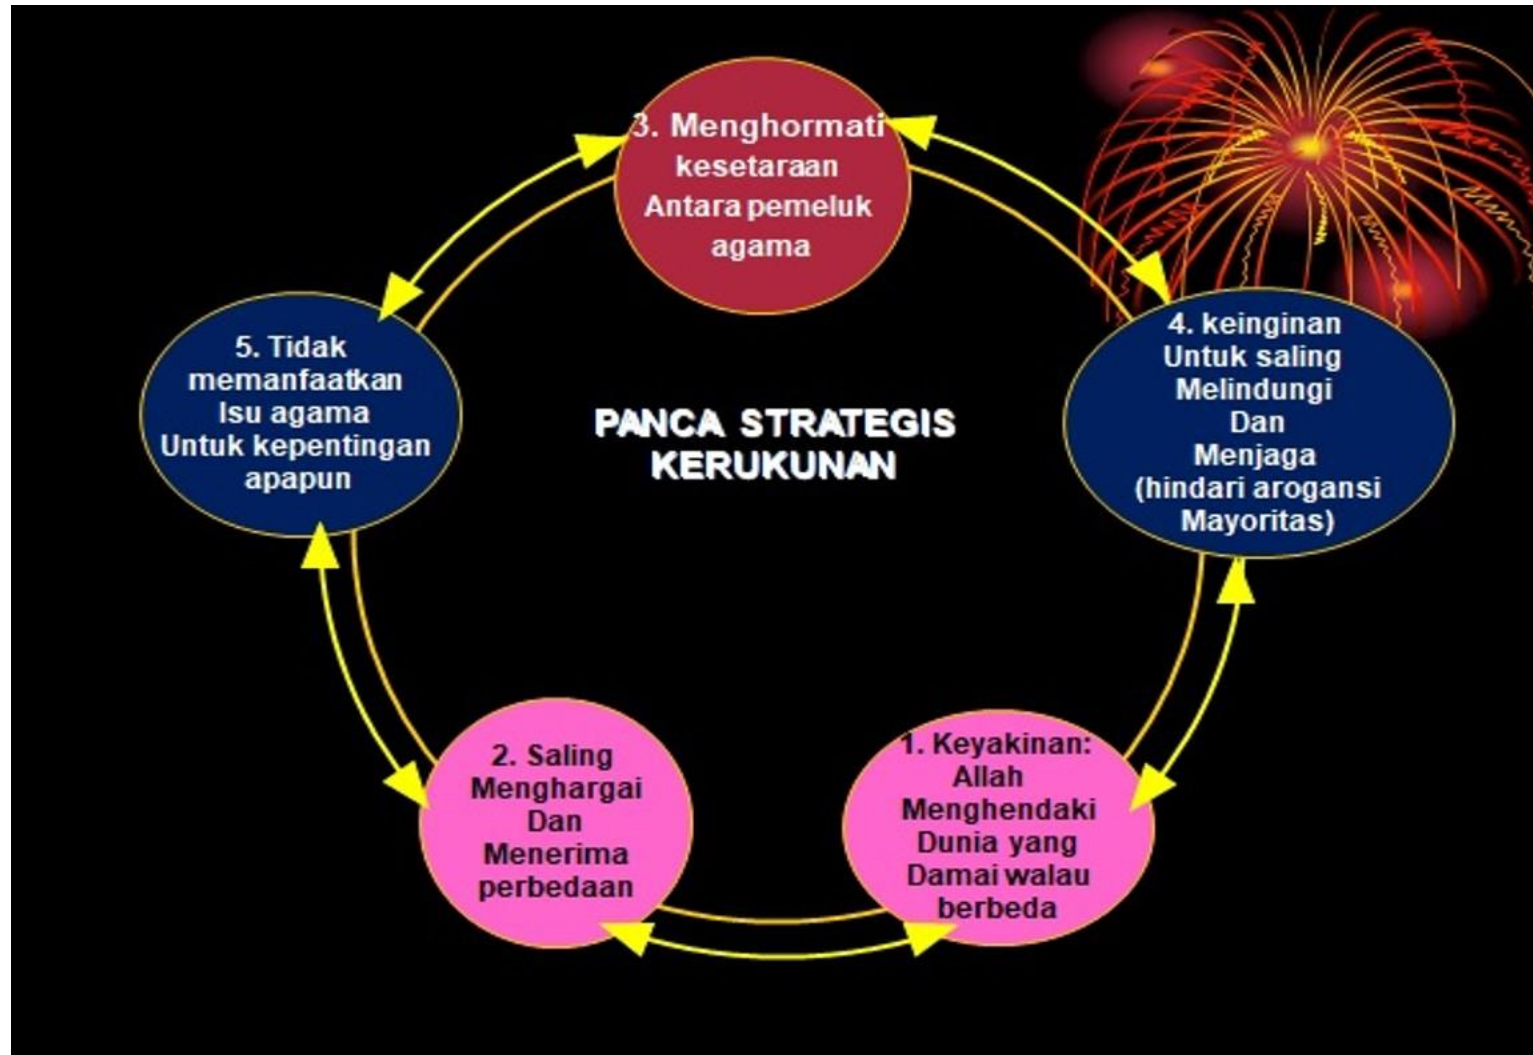 3. Menghormati
kesetaraan
Antara pemeluk
agama
4. keinginan
Untuk saling
Melindungi
Dan
Menjaga
(hindari arogansi
Mayoritas)
5. Tidak
memanfaatkan
Isu agama
Untuk kepentingan
apapun
PANCA STRATEGIS
KERUKUNAN
2. Saling
Menghargai
Dan
Menerima
perbedaan
1. Keyakinan:
Allah
Menghendaki
Dunia yang
Damai walau
berbeda